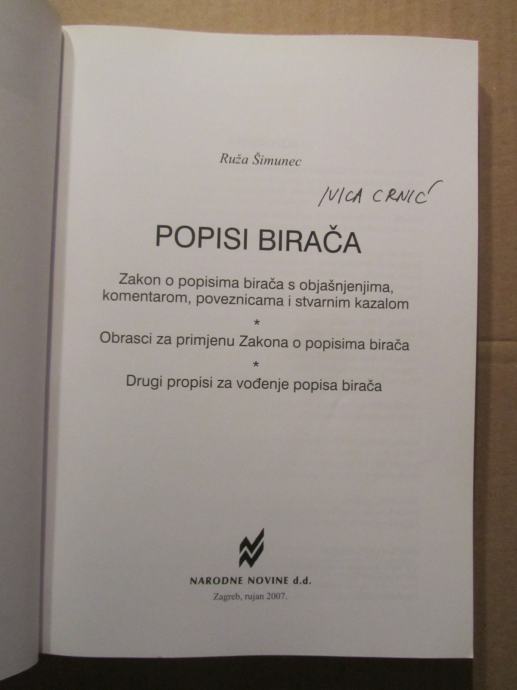 Ruža Šimunec
IVICA CRNIĆ
POPISI BIRAČA
Zakon o popisima birača s objašnjenjima,
komentarom, poveznicama i stvarnim kazalom
*
Obrasci za primjenu Zakona o popisima birača
*
Drugi propisi za vođenje popisa birača
NARODNE NOVINE d.d.
Zagreb, rujan 2007.